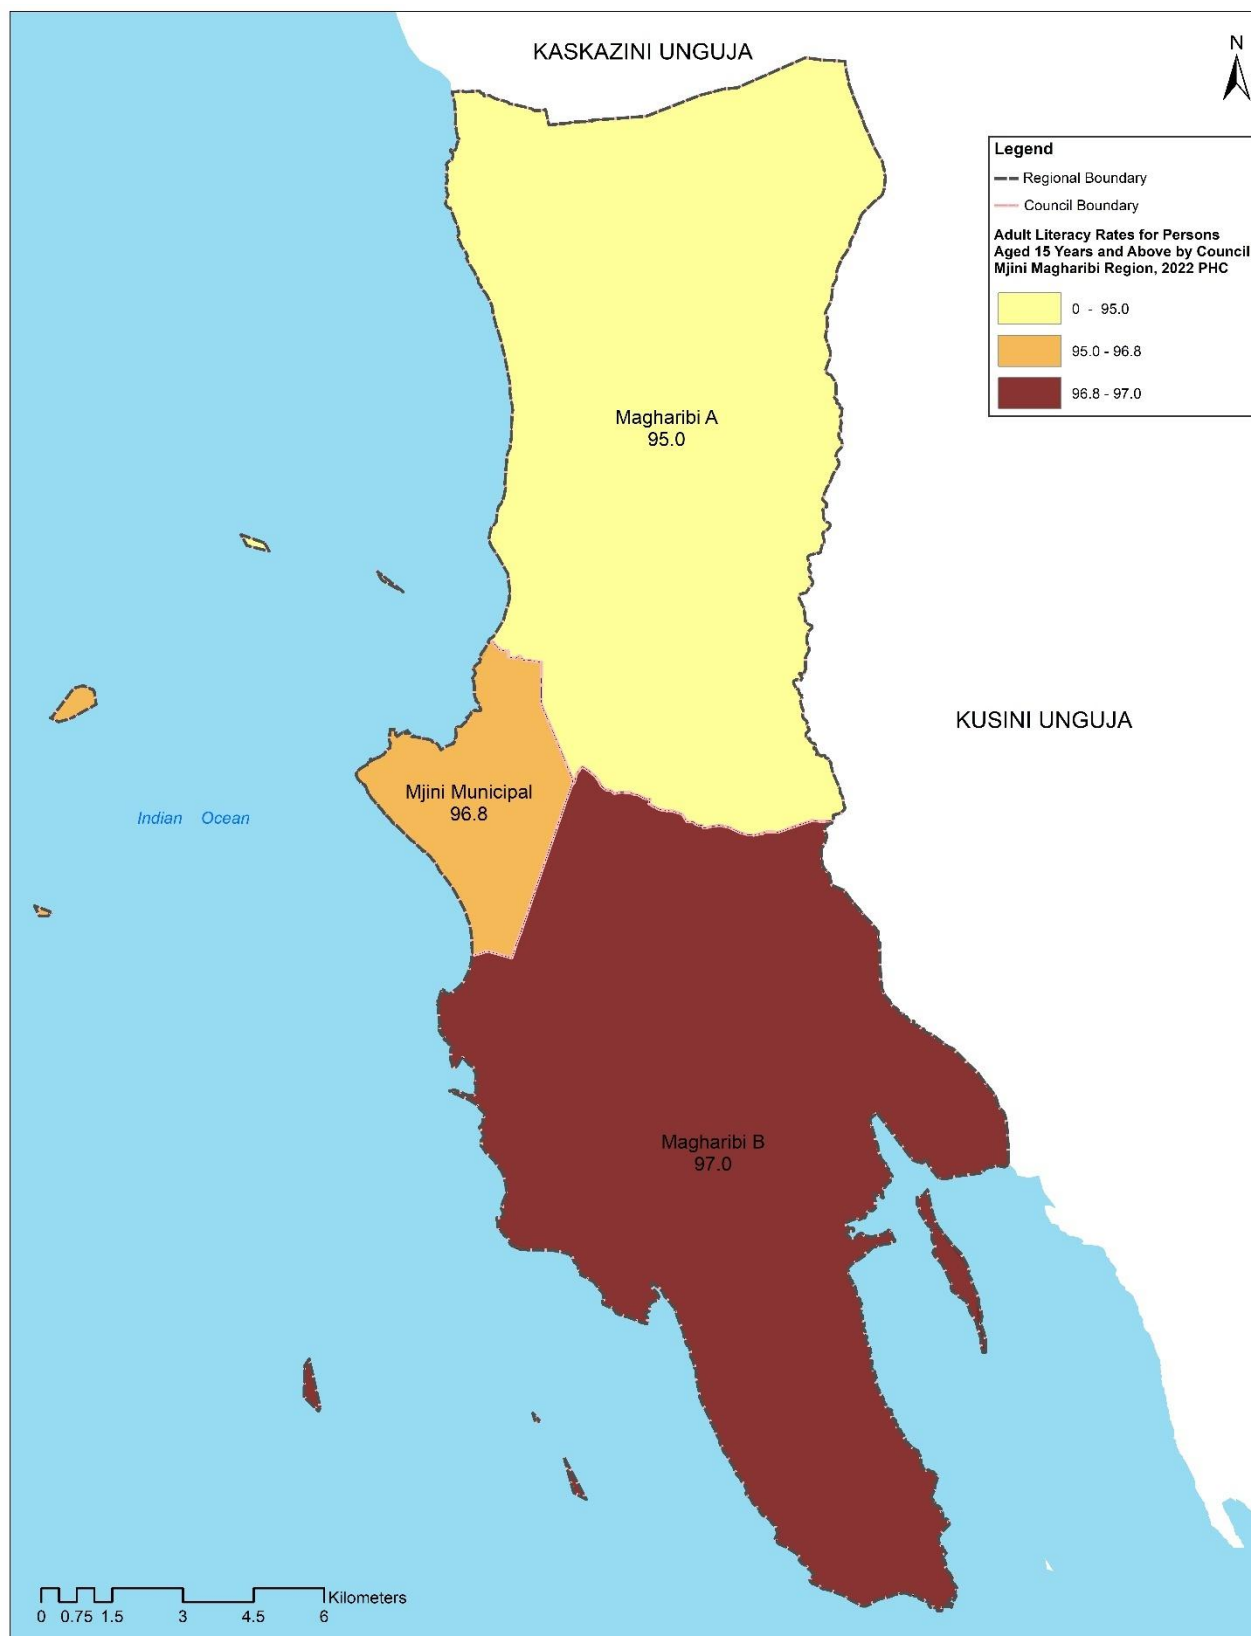 KASKAZINI UNGUJA
N
Legend
Regional Boundary
Council Boundary
Adult Literacy Rates for Persons
Aged 15 Years and Above by Council
Mjini Magharibi Region, 2022 PHC
0 - 95.0
95.0 - 96.8
96.8 - 97.0
Magharibi A
95.0
KUSINI UNGUJA
Mjini Municipal
96.8
Indian Ocean
Magharibi B
97.0
Kilometers
0 0.75 1.5 3 4.5 6